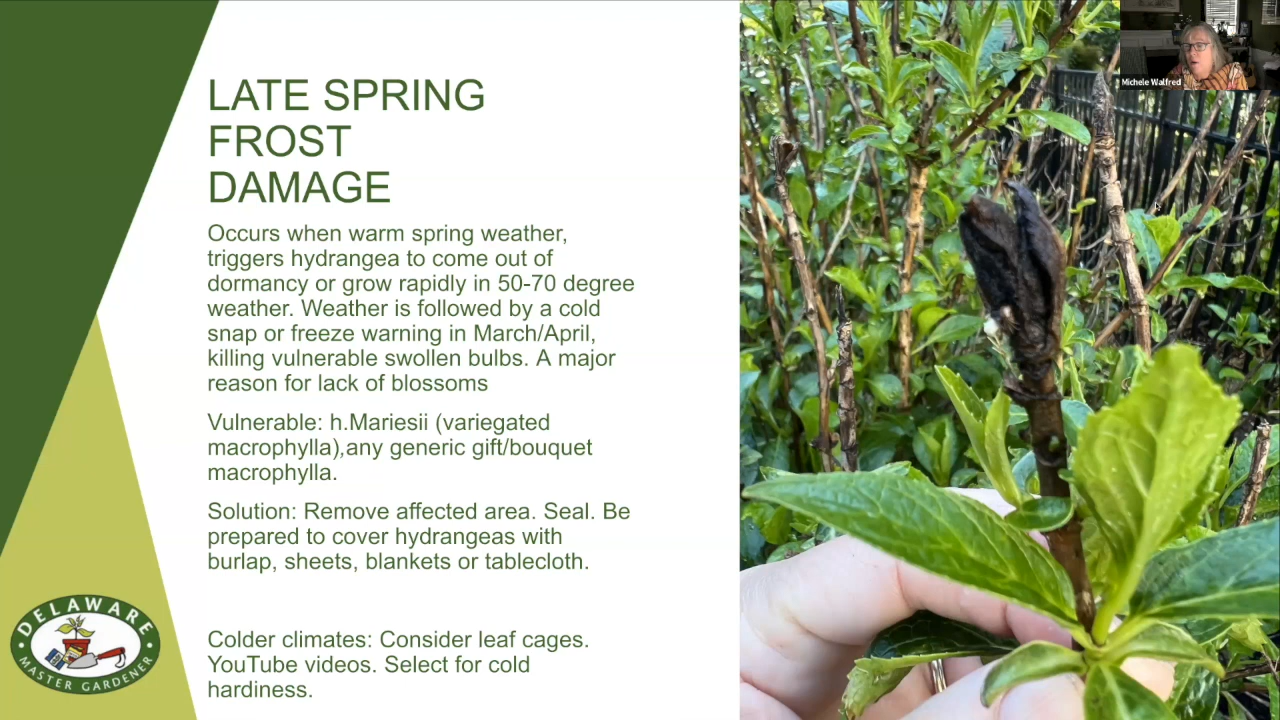 LATE SPRING
FROST
DAMAGE
Occurs when warm spring weather,
triggers hydrangea to come out of
dormancy or grow rapidly in 50-70 degree
weather. Weather is followed by a cold
snap or freeze warning in March/April,
killing vulnerable swollen bulbs. A major
reason for lack of blossoms
Vulnerable: h.Mariesii (variegated
macrophylla),any generic gift/bouquet
macrophylla.
Solution: Remove affected area. Seal. Be
prepared to cover hydrangeas with
burlap, sheets, blankets or tablecloth.
Colder climates: Consider leaf cages.
YouTube videos. Select for cold
hardiness.
DELAWARE
MASTER GARDENER
Michele Walfred